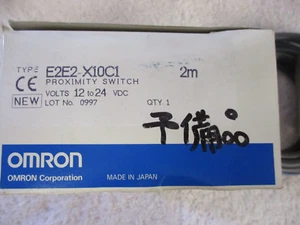 TYPE E2E2-X10C1 2m
CE PROXIMITY SWITCH
VOLTS 12 to 24 VDC
NEW LOT No. 0997 QTY. 1
予備品
OMRON
OMRON Corporation MADE IN JAPAN